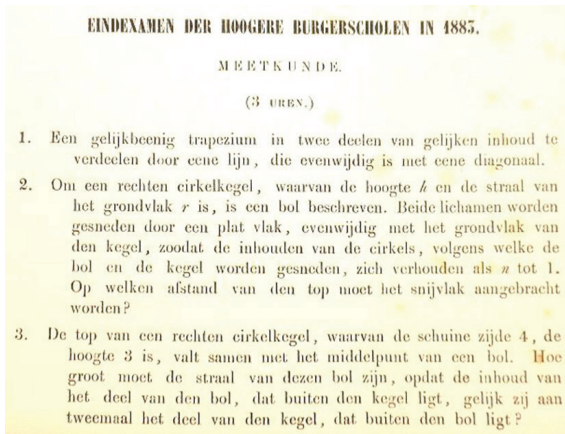 EINDEXAMEN DER HOOGERE BURGERSCHOLEN IN 1883.
MEETKUNDE.
(3 UREN.)
1. Een gelijkbeenig trapezium in twee deelen van gelijken inhoud te
verdeelen door eene lijn, die evenwijdig is met eene diagonaal.
2. Om een rechten cirkelkegel, waarvan de hoogte h en de straal van
het grondvlak r is, is een bol beschreven. Beide lichamen worden
gesneden door een plat vlak, evenwijdig met het grondvlak van
den kegel, zoodat de inhouden van de cirkels, volgens welke de
bol en de kegel worden gesneden, zich verhouden als n tot 1.
Op welken afstand van den top moet het snijvlak aangebracht
worden?
3. De top van een rechten cirkelkegel, waarvan de schuine zijde 4, de
hoogte 3 is, valt samen met het middelpunt van een bol. Hoe
groot moet de straal van dezen bol zijn, opdat de inhoud van
het deel van den bol, dat buiten den kegel ligt, gelijk zij aan
tweemaal het deel van den kegel, dat buiten den bol ligt?